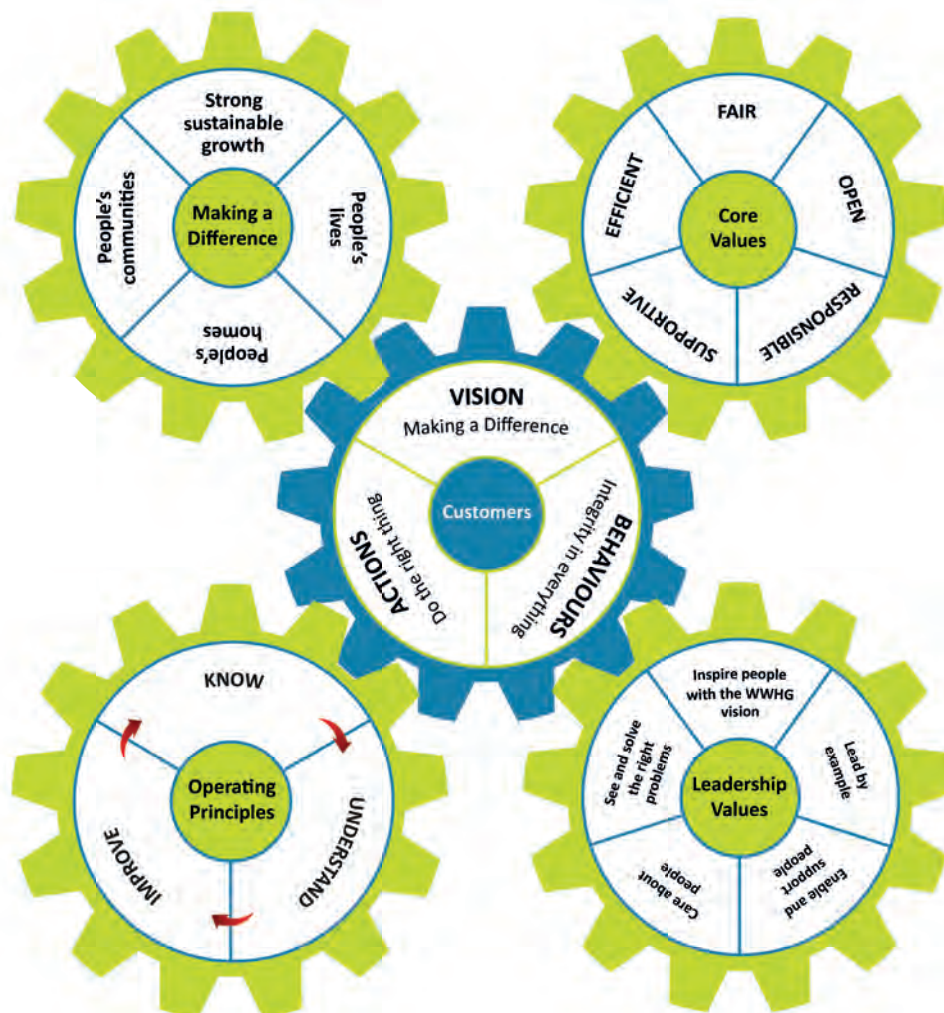 Strong
sustainable
growth
People's
lives
People's
homes
People's
communities
Making a
Difference
FAIR
OPEN
RESPONSIBLE
SUPPORTIVE
EFFICIENT
Core
Values
VISION
Making a Difference
BEHAVIOURS
Integrity in everything
ACTIONS
Do the right thing
Customers
KNOW
UNDERSTAND
IMPROVE
Operating
Principles
Inspire people
with the WWHG
vision
Lead by
example
Enable and
support
people
Care about
people
See and solve
the right
problems
Leadership
Values